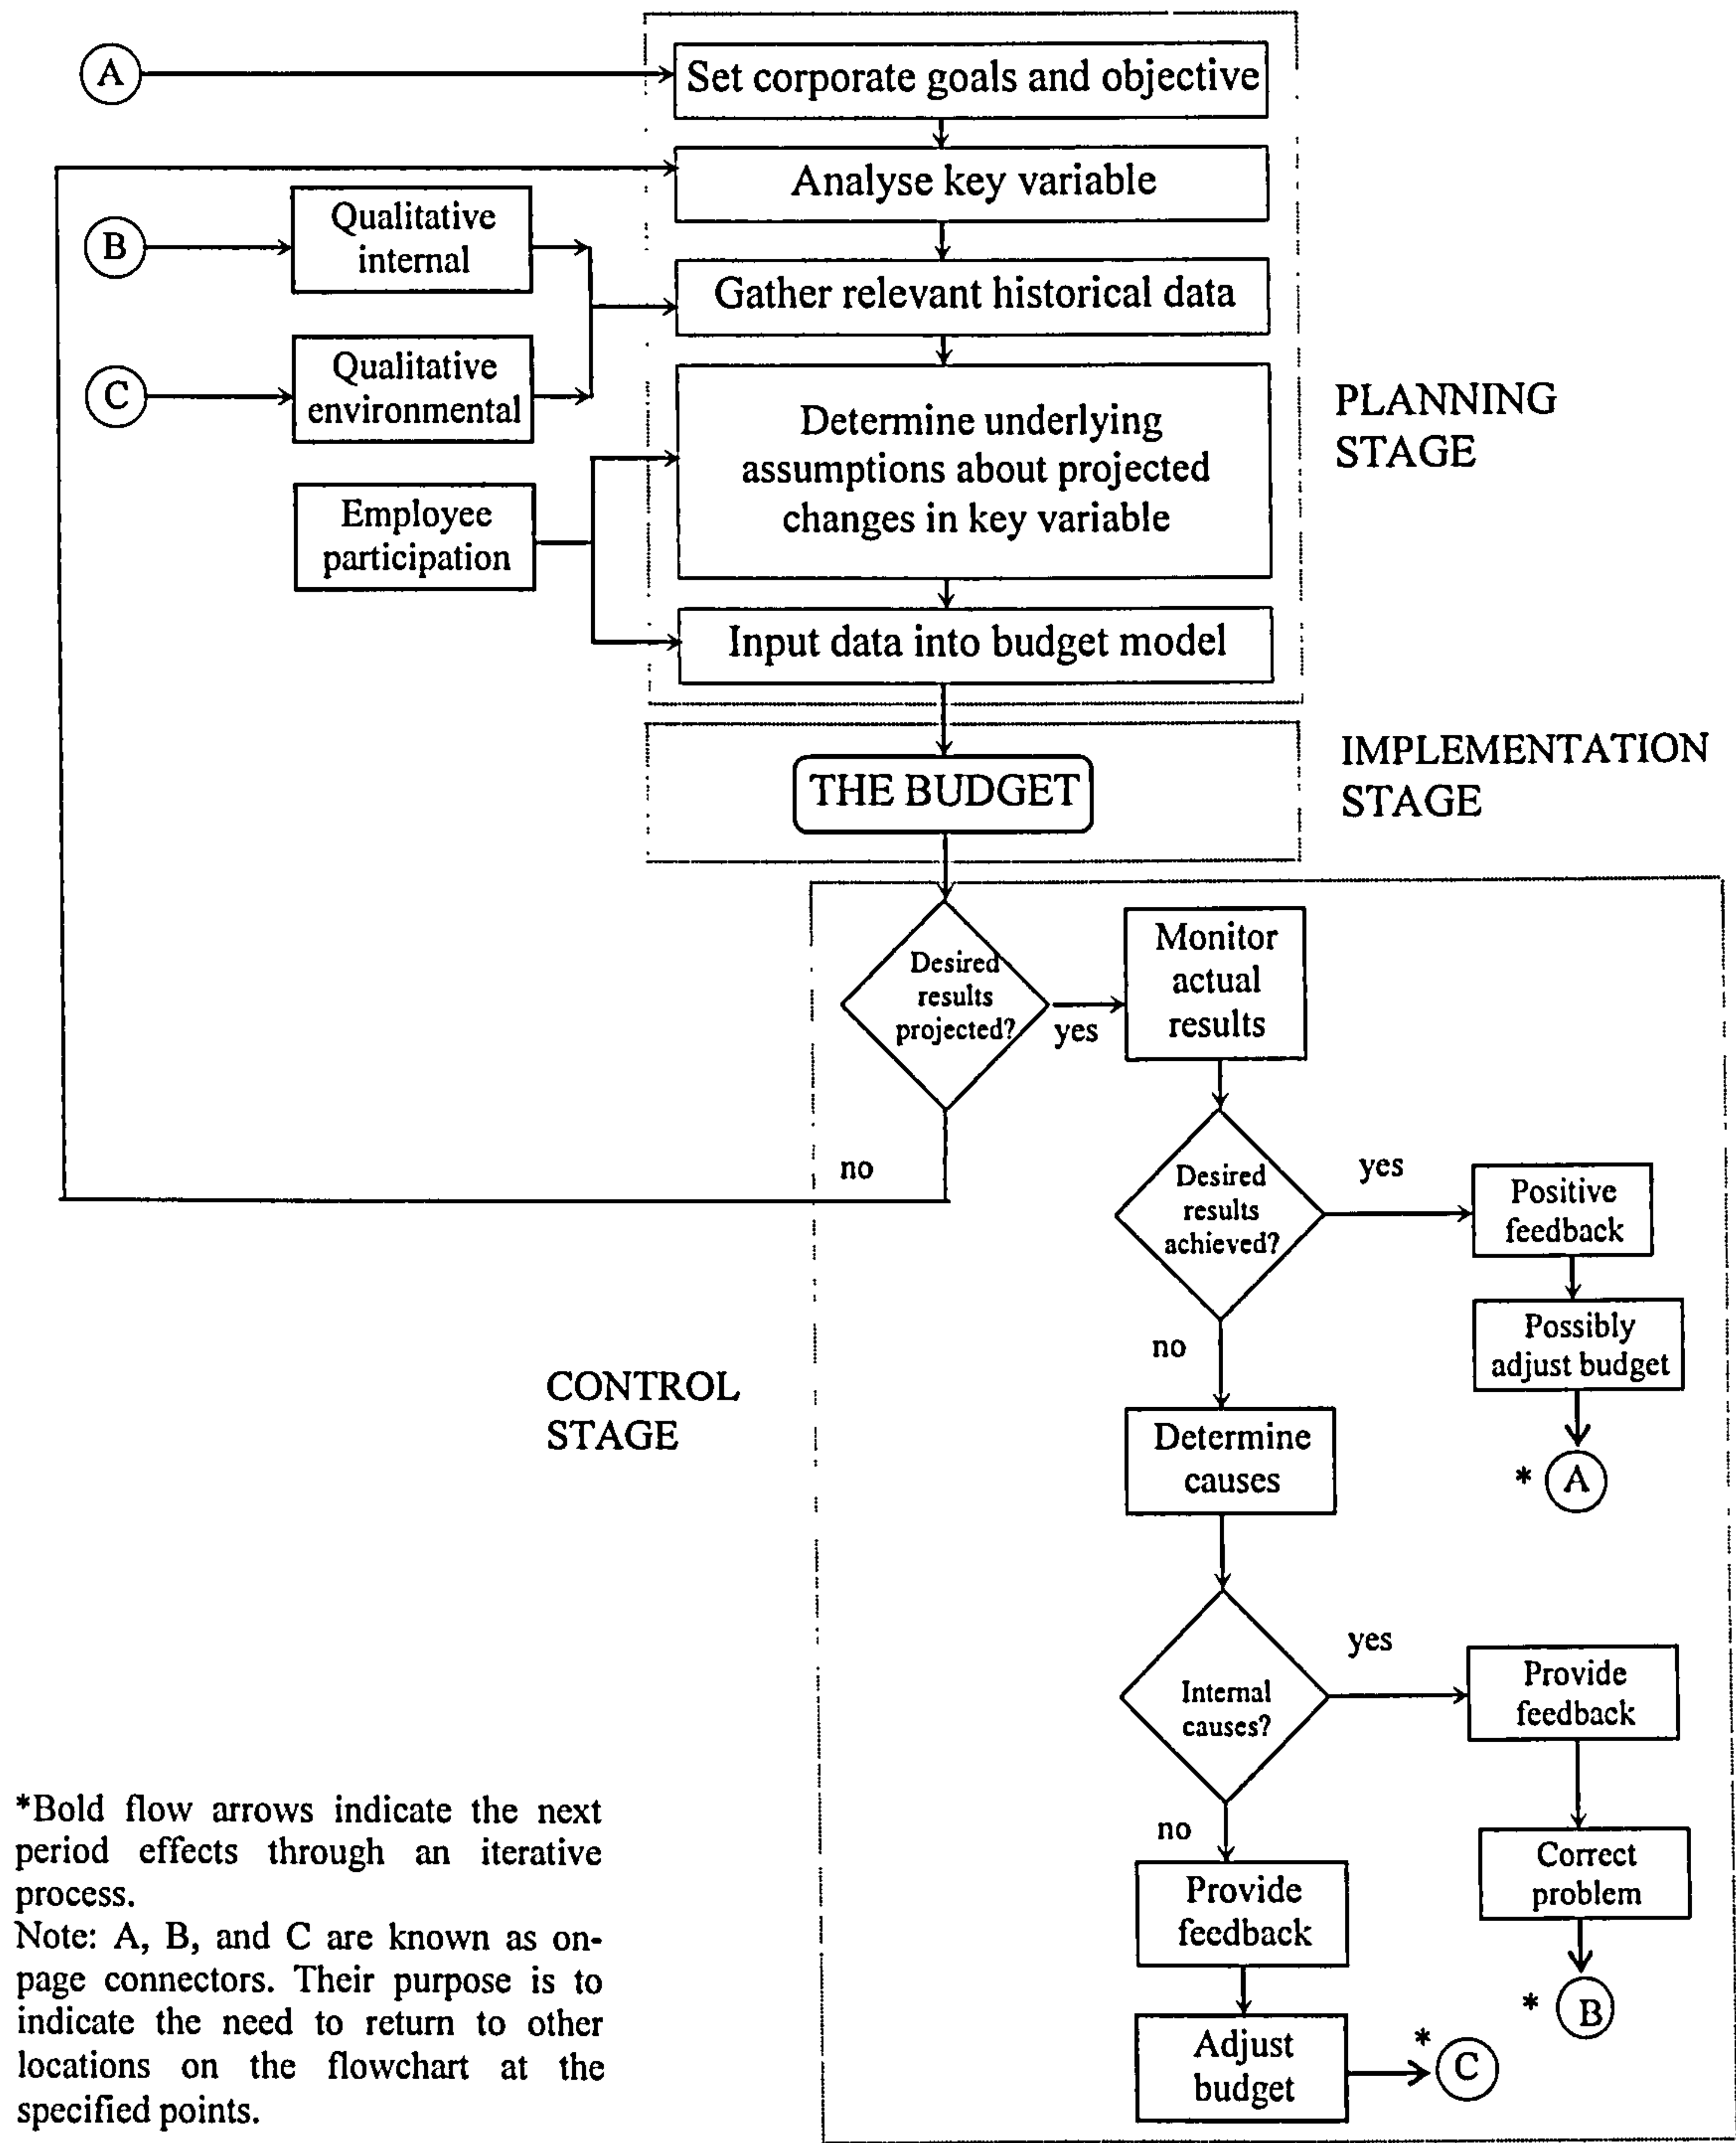 A
Set corporate goals and objective
Analyse key variable
B
Qualitative
internal
Gather relevant historical data
C
Qualitative
environmental
Determine underlying
assumptions about projected
changes in key variable
PLANNING
STAGE
Employee
participation
Input data into budget model
THE BUDGET
IMPLEMENTATION
STAGE
Desired
results
projected?
yes
no
Monitor
actual
results
Desired
results
achieved?
yes
Positive
feedback
Possibly
adjust budget
* A
no
CONTROL
STAGE
Determine
causes
Internal
causes?
yes
Provide
feedback
Correct
problem
* B
no
Provide
feedback
Adjust
budget
* C
*Bold flow arrows indicate the next
period effects through an iterative
process.
Note: A, B, and C are known as on-
page connectors. Their purpose is to
indicate the need to return to other
locations on the flowchart at the
specified points.